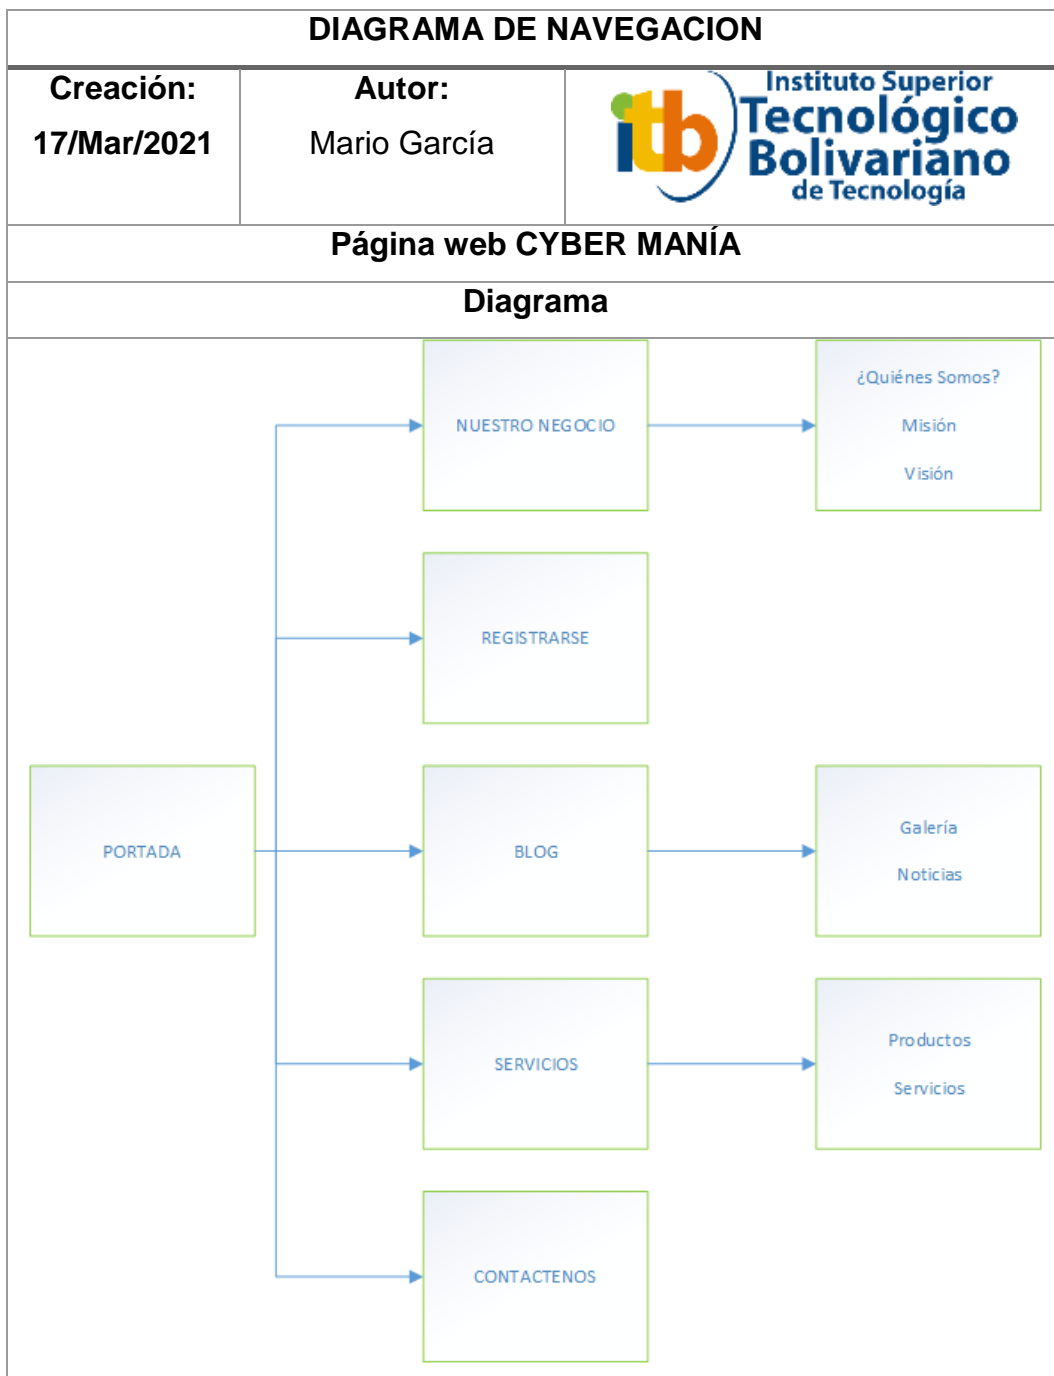 DIAGRAMA DE NAVEGACION
Creación:
17/Mar/2021
Autor:
Mario García
itb
Instituto Superior
Tecnológico
Bolivariano
de Tecnología
Página web CYBER MANÍA
Diagrama
PORTADA
NUESTRO NEGOCIO
¿Quiénes Somos?
Misión
Visión
REGISTRARSE
BLOG
Galería
Noticias
SERVICIOS
Productos
Servicios
CONTACTENOS